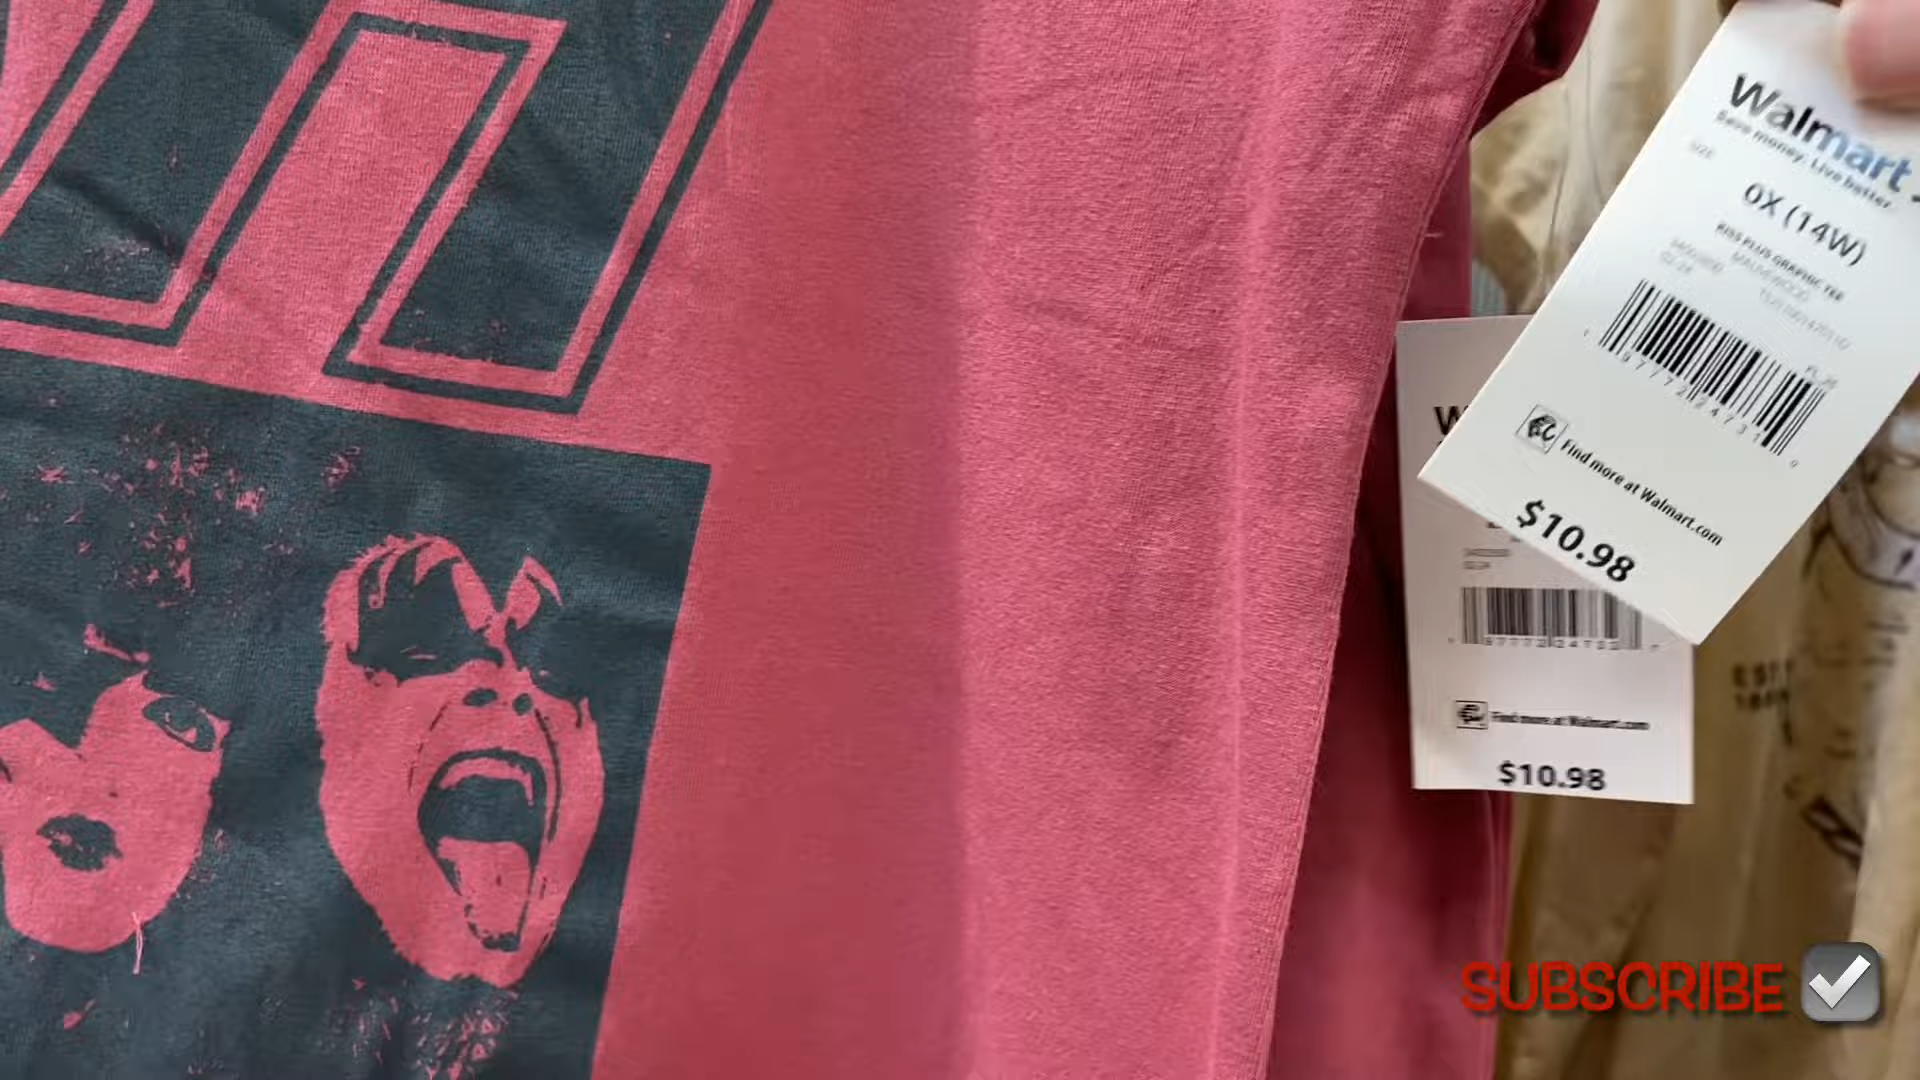 Walmart
Save money. Live better.
SIZE
0X (14W)
KISS PLUS GRAPHIC TEE
MAUVEWOOD
Find more at Walmart.com
$10.98
W
Find more at Walmart.com
$10.98
SUBSCRIBE